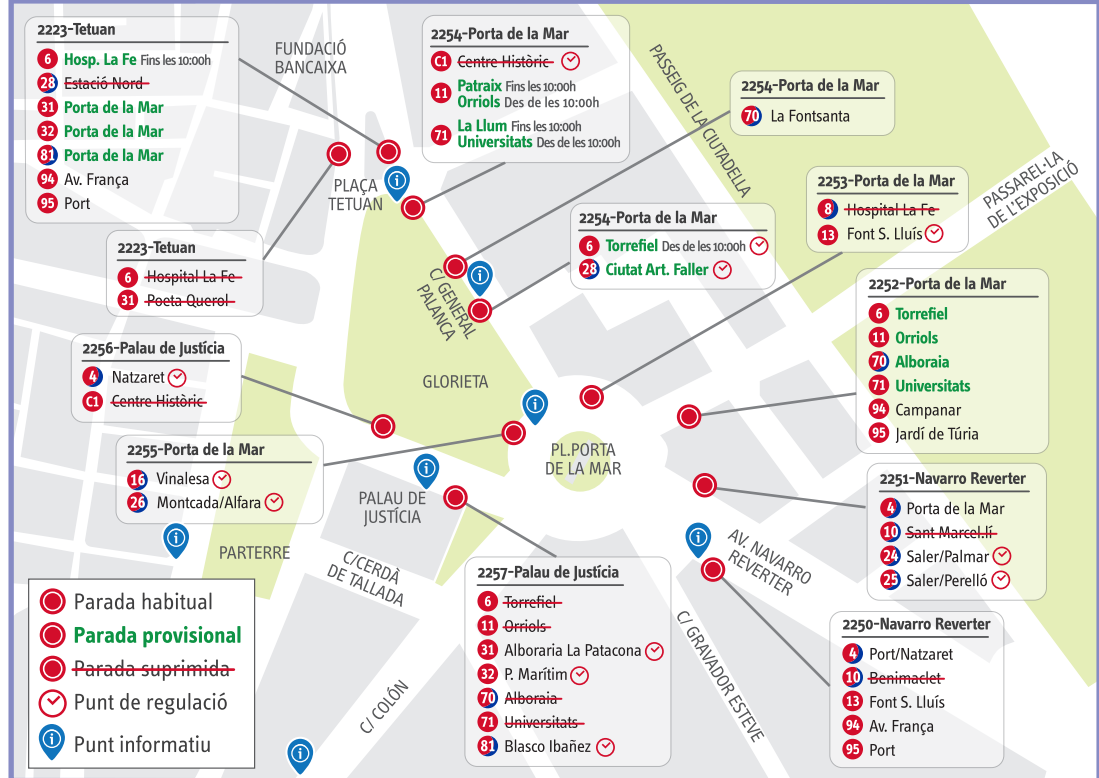 2223-Tetuan
6 Hosp. La Fe Fins les 10:00h
28 Estació Nord
31 Porta de la Mar
32 Porta de la Mar
81 Porta de la Mar
94 Av. França
95 Port
FUNDACIÓ
BANCAIXA
2254-Porta de la Mar
C1 Centre Històric
11 Patraix Fins les 10:00h
Orriols Des de les 10:00h
71 La Llum Fins les 10:00h
Universitats Des de les 10:00h
PASSEIG DE LA CIUTADELLA
2254-Porta de la Mar
70 La Fontsanta
PASSAREL·LA
DE L'EXPOSICIÓ
2253-Porta de la Mar
8 Hospital La Fe
13 Font S. Lluís
PLAÇA
TETUAN
2254-Porta de la Mar
6 Torrefiel Des de les 10:00h
28 Ciutat Art. Faller
2223-Tetuan
6 Hospital La Fe
31 Poeta Querol
C/ GENERAL
PALANCA
2252-Porta de la Mar
6 Torrefiel
11 Orriols
70 Alboraia
71 Universitats
94 Campanar
95 Jardí de Túria
2256-Palau de Justícia
4 Natzaret
C1 Centre Històric
GLORIETA
2255-Porta de la Mar
16 Vinalesa
26 Montcada/Alfara
PL.PORTA
DE LA MAR
PALAU DE
JUSTÍCIA
2251-Navarro Reverter
4 Porta de la Mar
10 Sant Marcel.lí
24 Saler/Palmar
25 Saler/Perelló
PARTERRE
C/CERDÀ
DE TALLADA
AV. NAVARRO
REVERTER
2257-Palau de Justícia
6 Torrefiel
11 Orriols
31 Alboraria La Patacona
32 P. Marítim
70 Alboraia
71 Universitats
81 Blasco Ibañez
C/ GRAVADOR ESTEVE
2250-Navarro Reverter
4 Port/Natzaret
10 Benimaclet
13 Font S. Lluís
94 Av. França
95 Port
C/ COLÓN
Parada habitual
Parada provisional
Parada suprimida
Punt de regulació
Punt informatiu